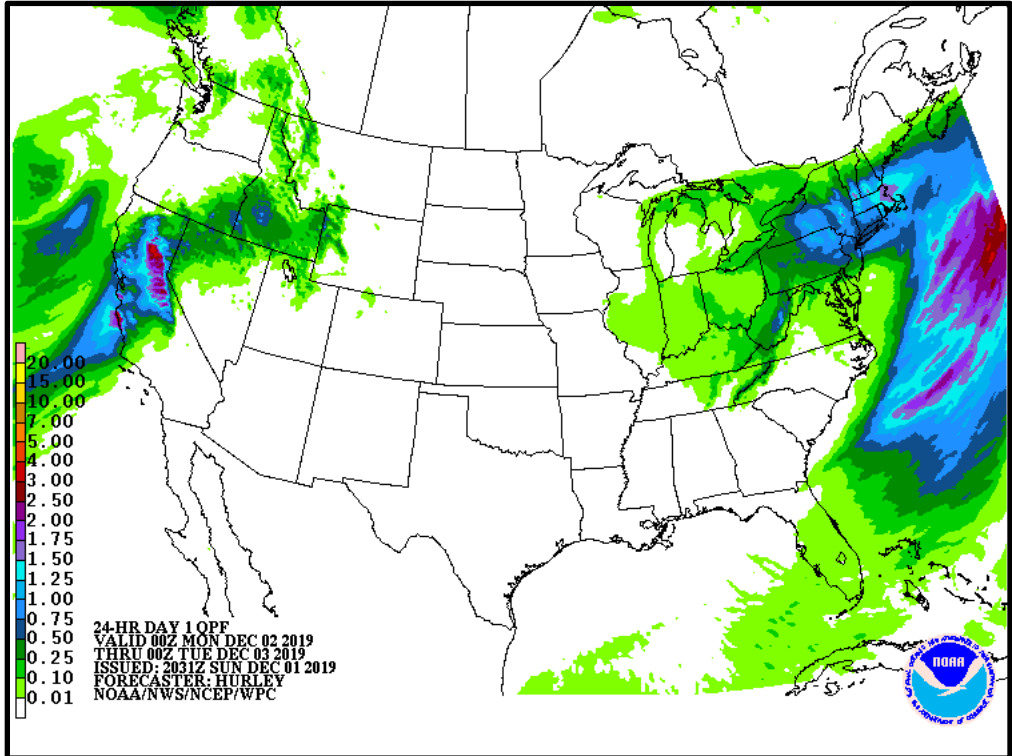 20.00
15.00
10.00
7.00
5.00
4.00
3.00
2.50
2.00
1.75
1.50
1.25
1.00
0.75
0.50
0.25
0.10
0.01
24-HR DAY 1 QPF
VALID 00Z MON DEC 02 2019
THRU 00Z TUE DEC 03 2019
ISSUED: 2031Z SUN DEC 01 2019
FORECASTER: HURLEY
NOAA/NWS/NCEP/WPC
NOAA